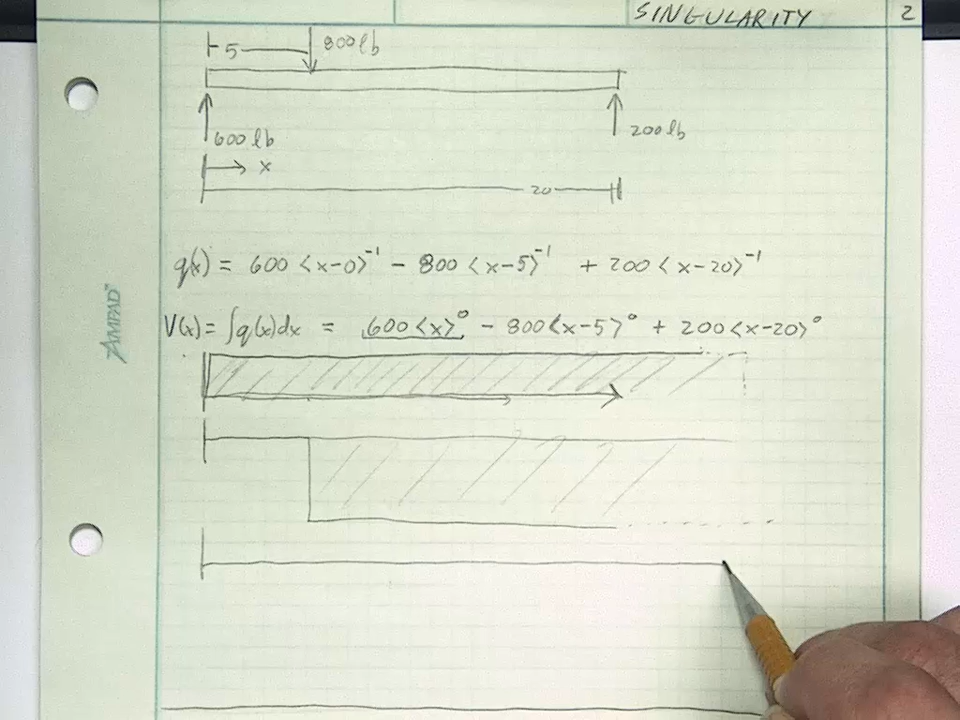 SINGULARITY 2
5 800 lb
600 lb 200 lb
x
20
q(x) = 600 <x-0>⁻¹ - 800 <x-5>⁻¹ + 200 <x-20>⁻¹
V(x) = ∫q(x)dx = 600 <x>⁰ - 800<x-5>⁰ + 200<x-20>⁰
AMPAD™